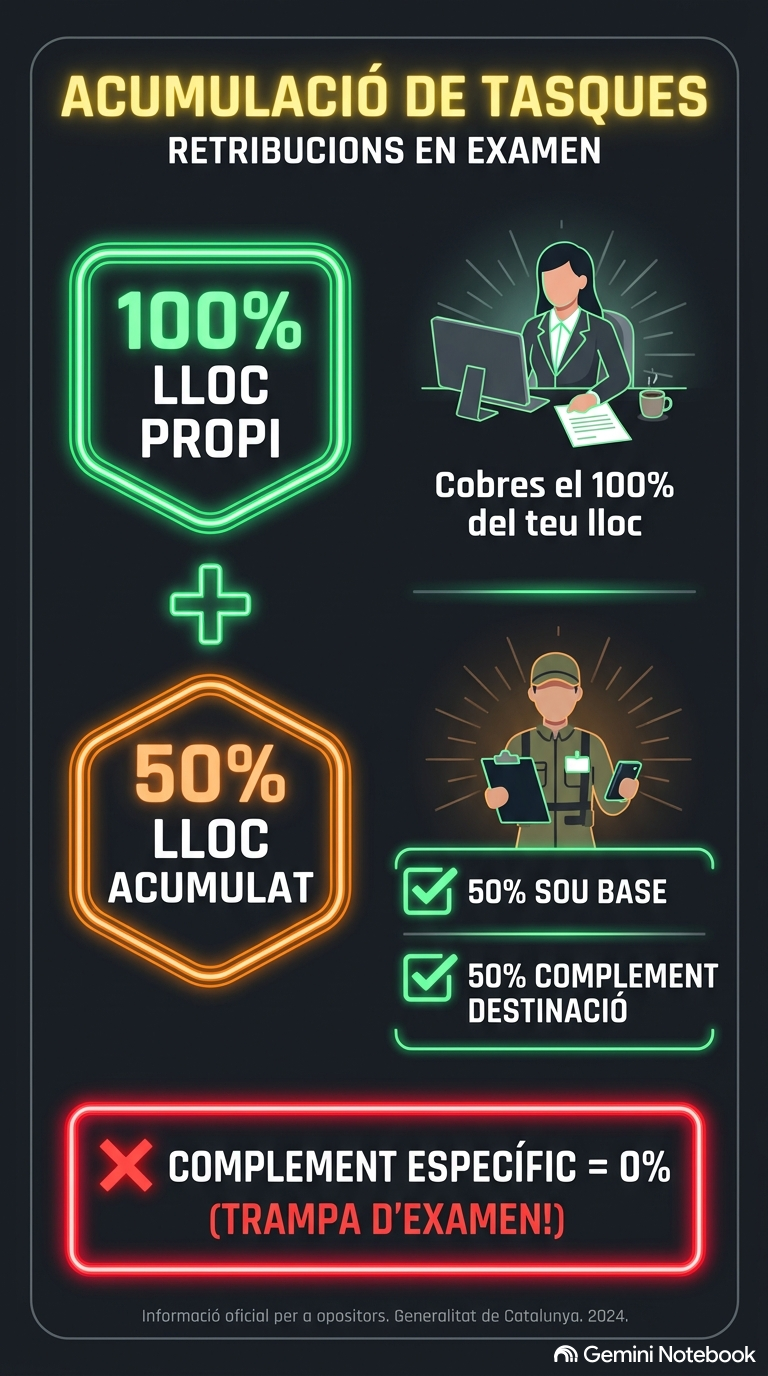 ACUMULACIÓ DE TASQUES
RETRIBUCIONS EN EXAMEN
100%
LLOC
PROPI
Cobres el 100%
del teu lloc
50%
LLOC
ACUMULAT
50% SOU BASE
50% COMPLEMENT
DESTINACIÓ
COMPLEMENT ESPECÍFIC = 0%
(TRAMPA D'EXAMEN!)
Informació oficial per a opositors. Generalitat de Catalunya. 2024.
Gemini Notebook